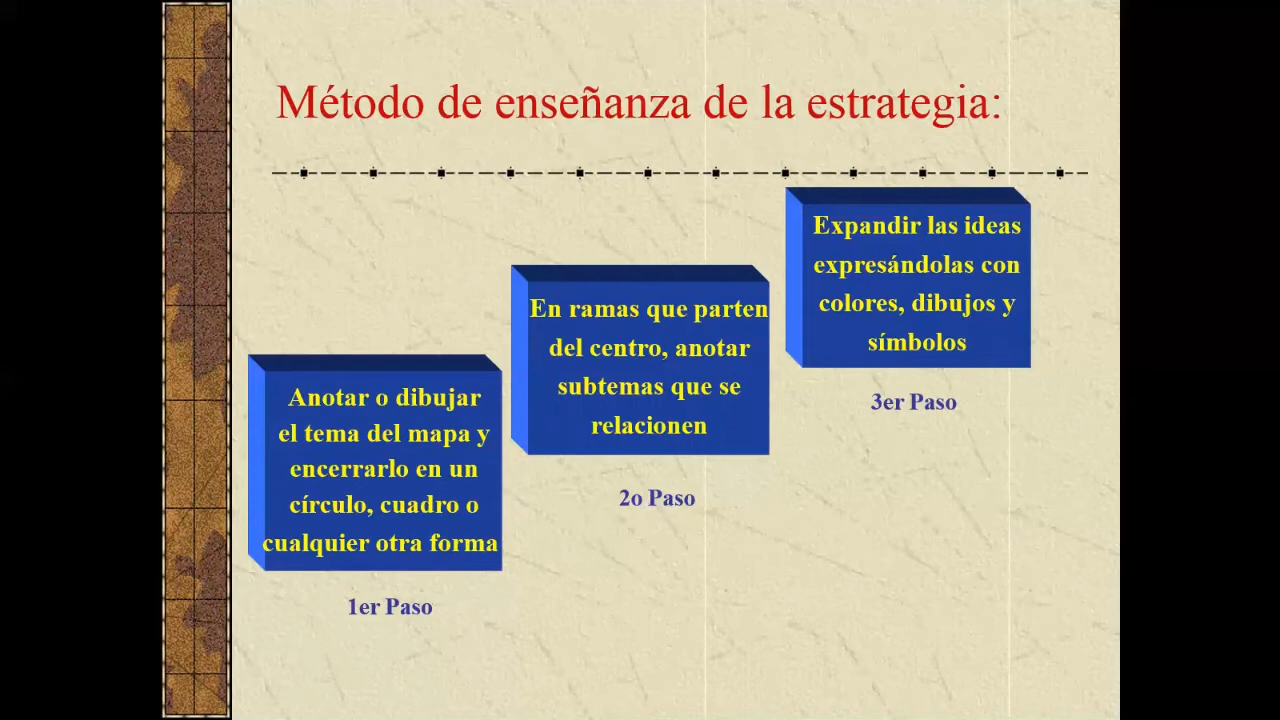 Método de enseñanza de la estrategia:
Anotar o dibujar
el tema del mapa y
encerrarlo en un
círculo, cuadro o
cualquier otra forma
1er Paso
En ramas que parten
del centro, anotar
subtemas que se
relacionen
2o Paso
Expandir las ideas
expresándolas con
colores, dibujos y
símbolos
3er Paso